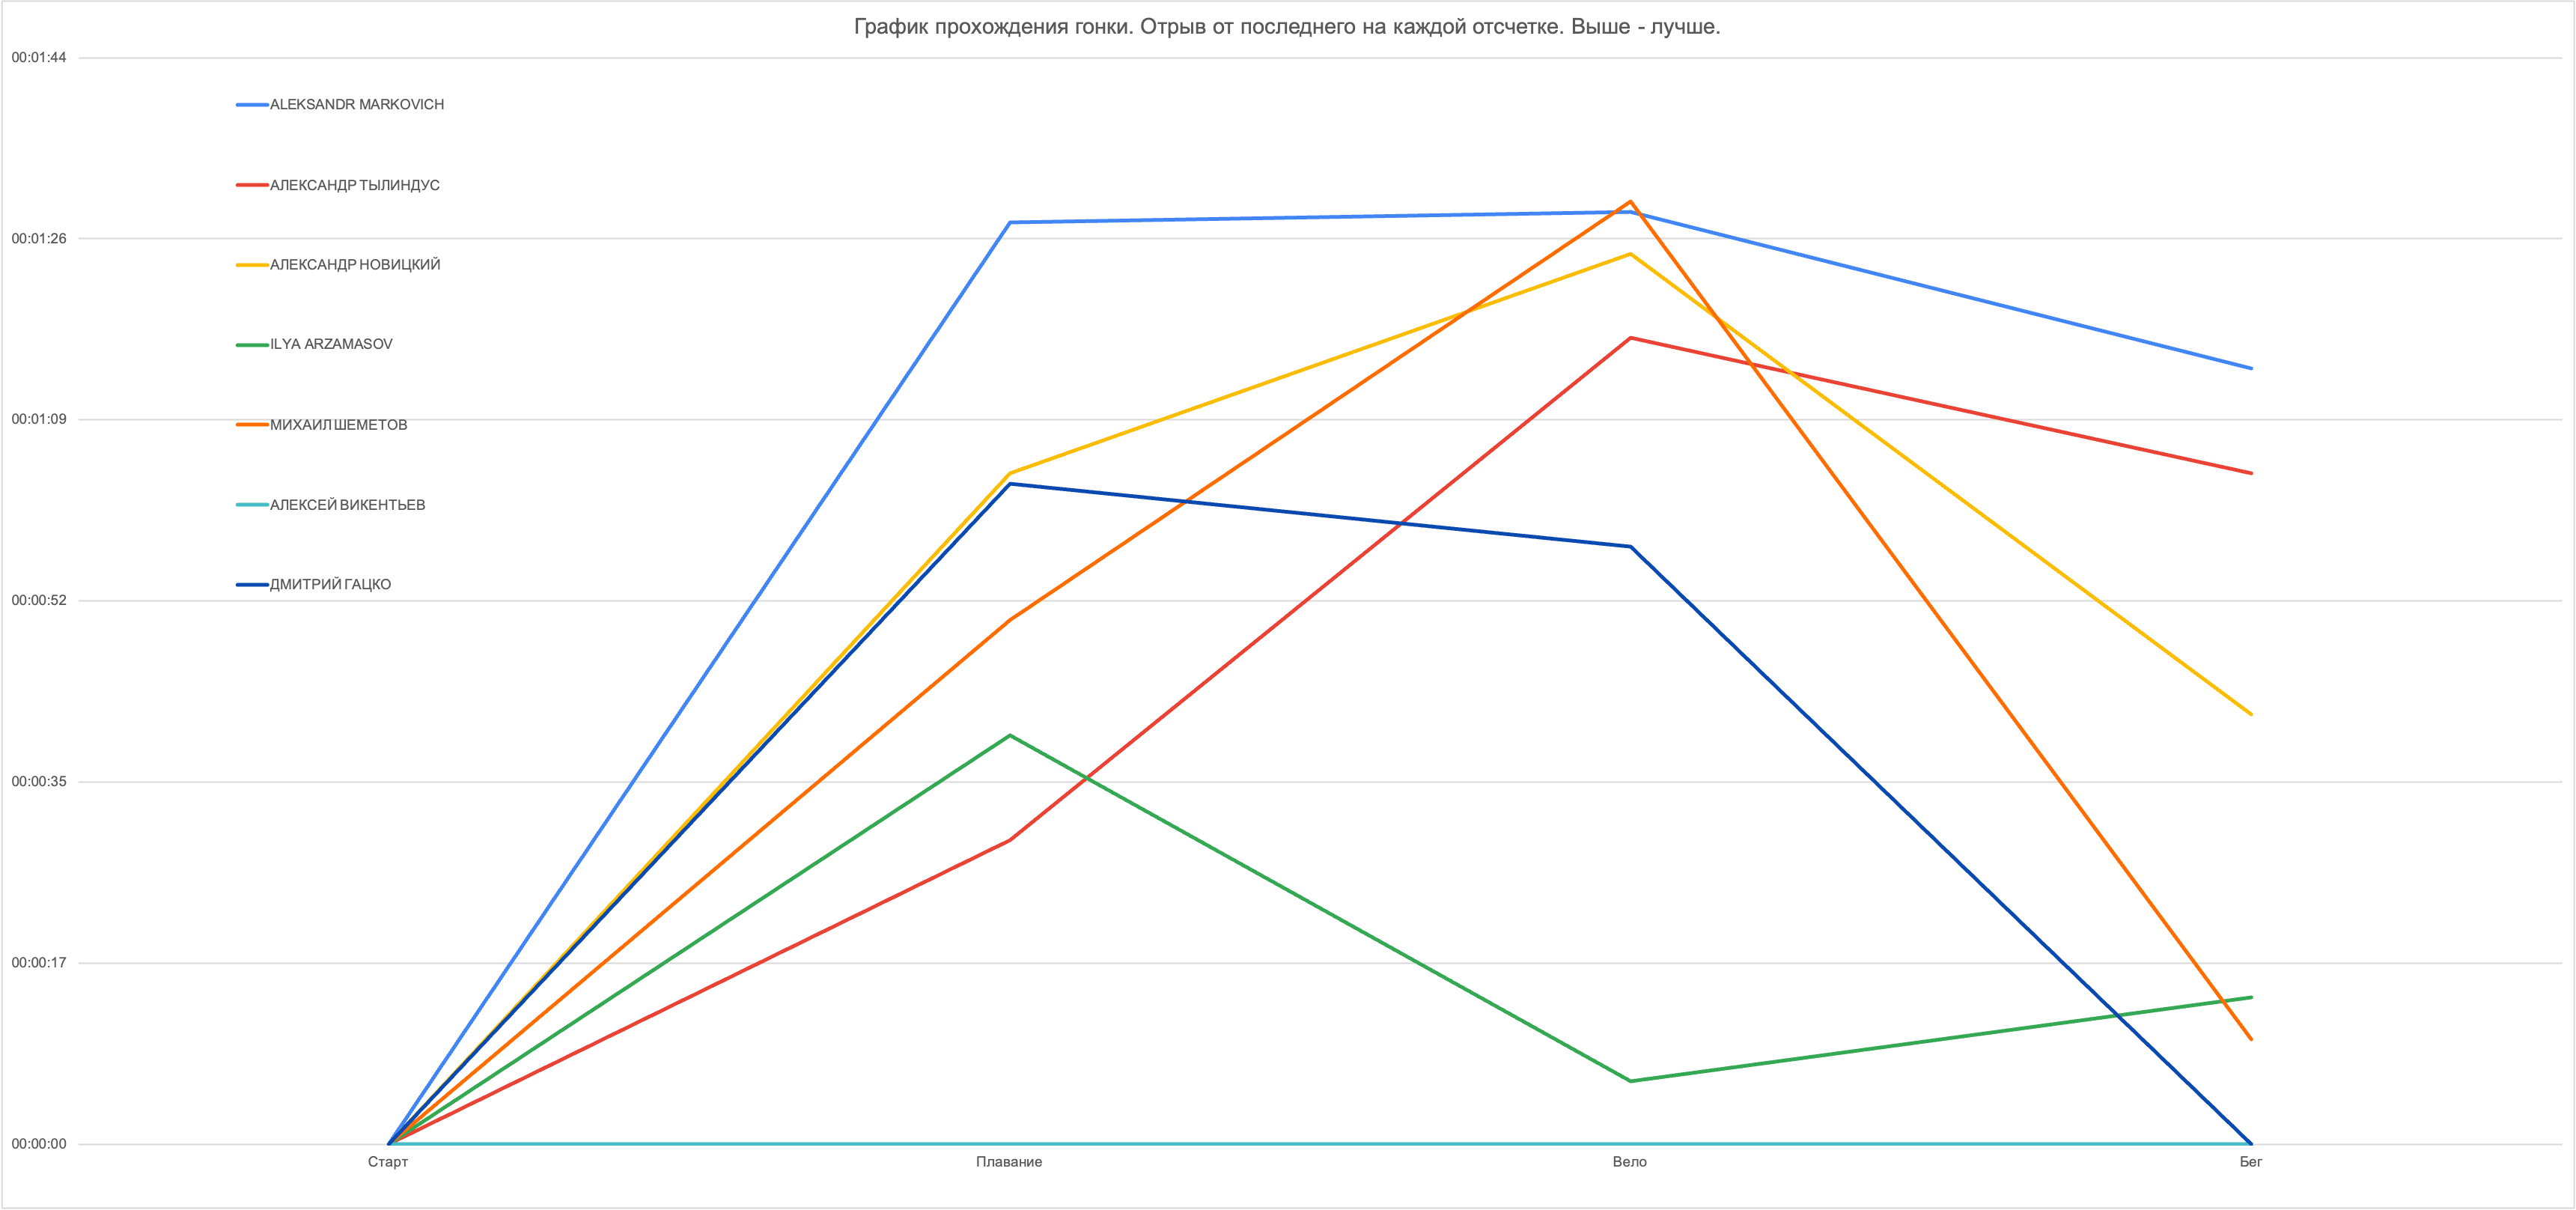 График прохождения гонки. Отрыв от последнего на каждой отсчетке. Выше - лучше.
00:01:44
ALEKSANDR MARKOVICH
АЛЕКСАНДР ТЫЛИНДУС
00:01:26
АЛЕКСАНДР НОВИЦКИЙ
ILYA ARZAMASOV
00:01:09
МИХАИЛ ШЕМЕТОВ
АЛЕКСЕЙ ВИКЕНТЬЕВ
ДМИТРИЙ ГАЦКО
00:00:52
00:00:35
00:00:17
00:00:00
Старт Плавание Вело Бег